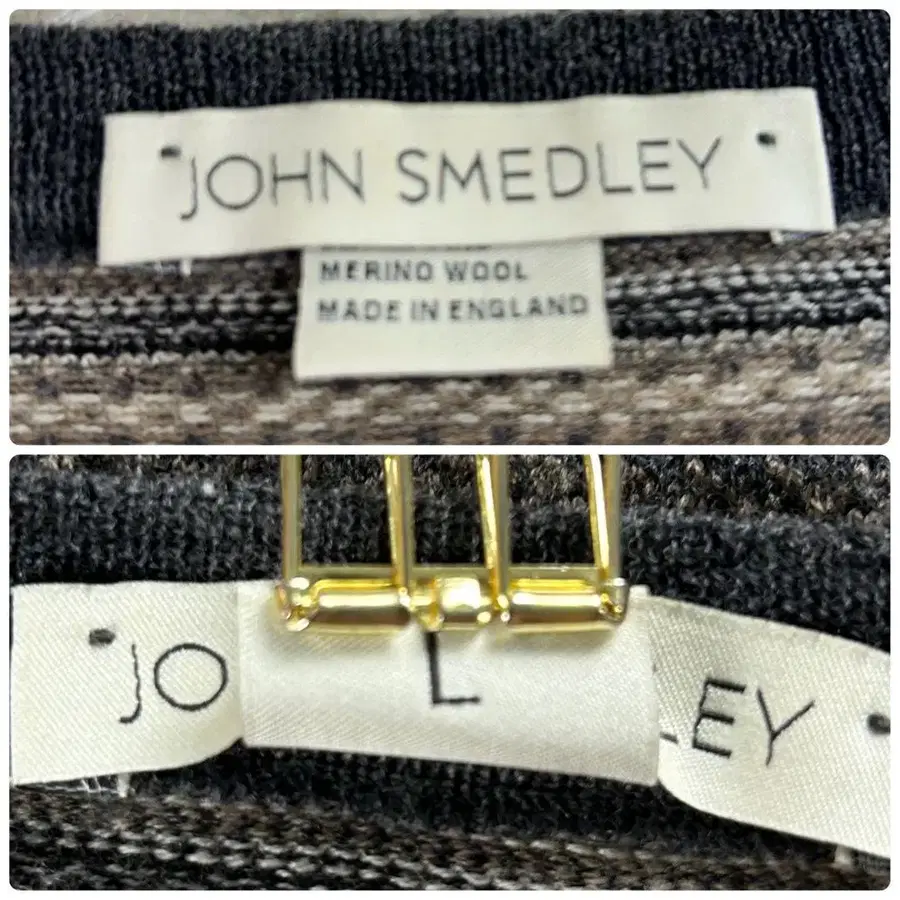 JOHN SMEDLEY
MERINO WOOL
MADE IN ENGLAND
JO
L
LEY